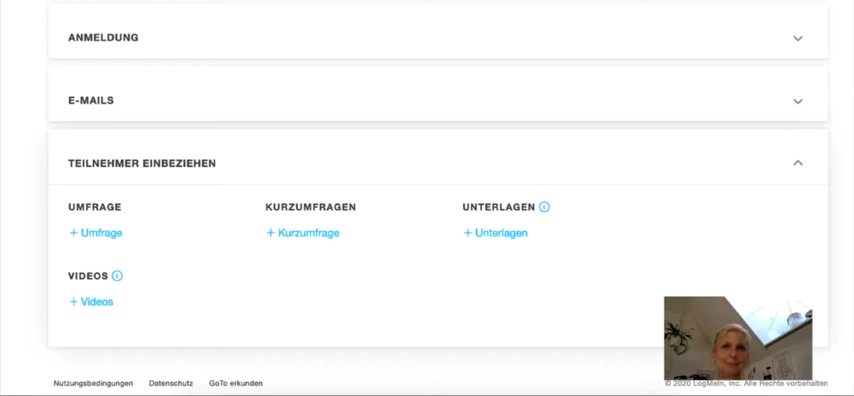 ANMELDUNG
E-MAILS
TEILNEHMER EINBEZIEHEN
UMFRAGE KURZUMFRAGEN UNTERLAGEN
+ Umfrage + Kurzumfrage + Unterlagen
VIDEOS
+ Videos
Nutzungsbedingungen Datenschutz GoTo erkunden © 2020 LogMeIn, Inc. Alle Rechte vorbehalten